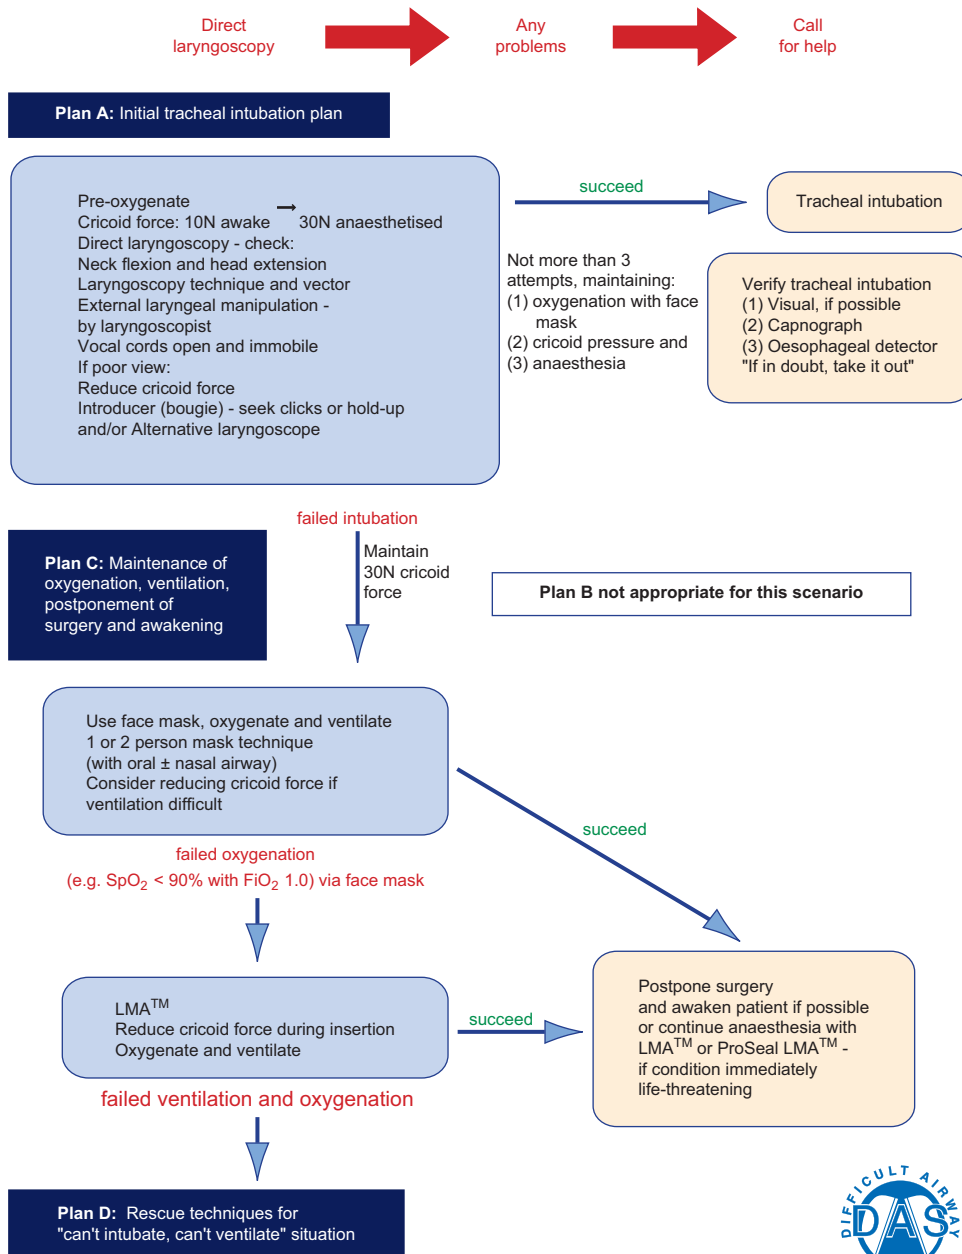 Direct
laryngoscopy
Any
problems
Call
for help
Plan A: Initial tracheal intubation plan
Pre-oxygenate
Cricoid force: 10N awake → 30N anaesthetised
Direct laryngoscopy - check:
Neck flexion and head extension
Laryngoscopy technique and vector
External laryngeal manipulation -
by laryngoscopist
Vocal cords open and immobile
If poor view:
Reduce cricoid force
Introducer (bougie) - seek clicks or hold-up
and/or Alternative laryngoscope
succeed
Tracheal intubation
Not more than 3
attempts, maintaining:
(1) oxygenation with face
mask
(2) cricoid pressure and
(3) anaesthesia
Verify tracheal intubation
(1) Visual, if possible
(2) Capnograph
(3) Oesophageal detector
"If in doubt, take it out"
failed intubation
Maintain
30N cricoid
force
Plan C: Maintenance of
oxygenation, ventilation,
postponement of
surgery and awakening
Plan B not appropriate for this scenario
Use face mask, oxygenate and ventilate
1 or 2 person mask technique
(with oral ± nasal airway)
Consider reducing cricoid force if
ventilation difficult
succeed
failed oxygenation
(e.g. SpO2 < 90% with FiO2 1.0) via face mask
LMA™
Reduce cricoid force during insertion
Oxygenate and ventilate
succeed
Postpone surgery
and awaken patient if possible
or continue anaesthesia with
LMA™ or ProSeal LMA™ -
if condition immediately
life-threatening
failed ventilation and oxygenation
Plan D: Rescue techniques for
"can't intubate, can't ventilate" situation
DIFFICULT AIRWAY
DAS